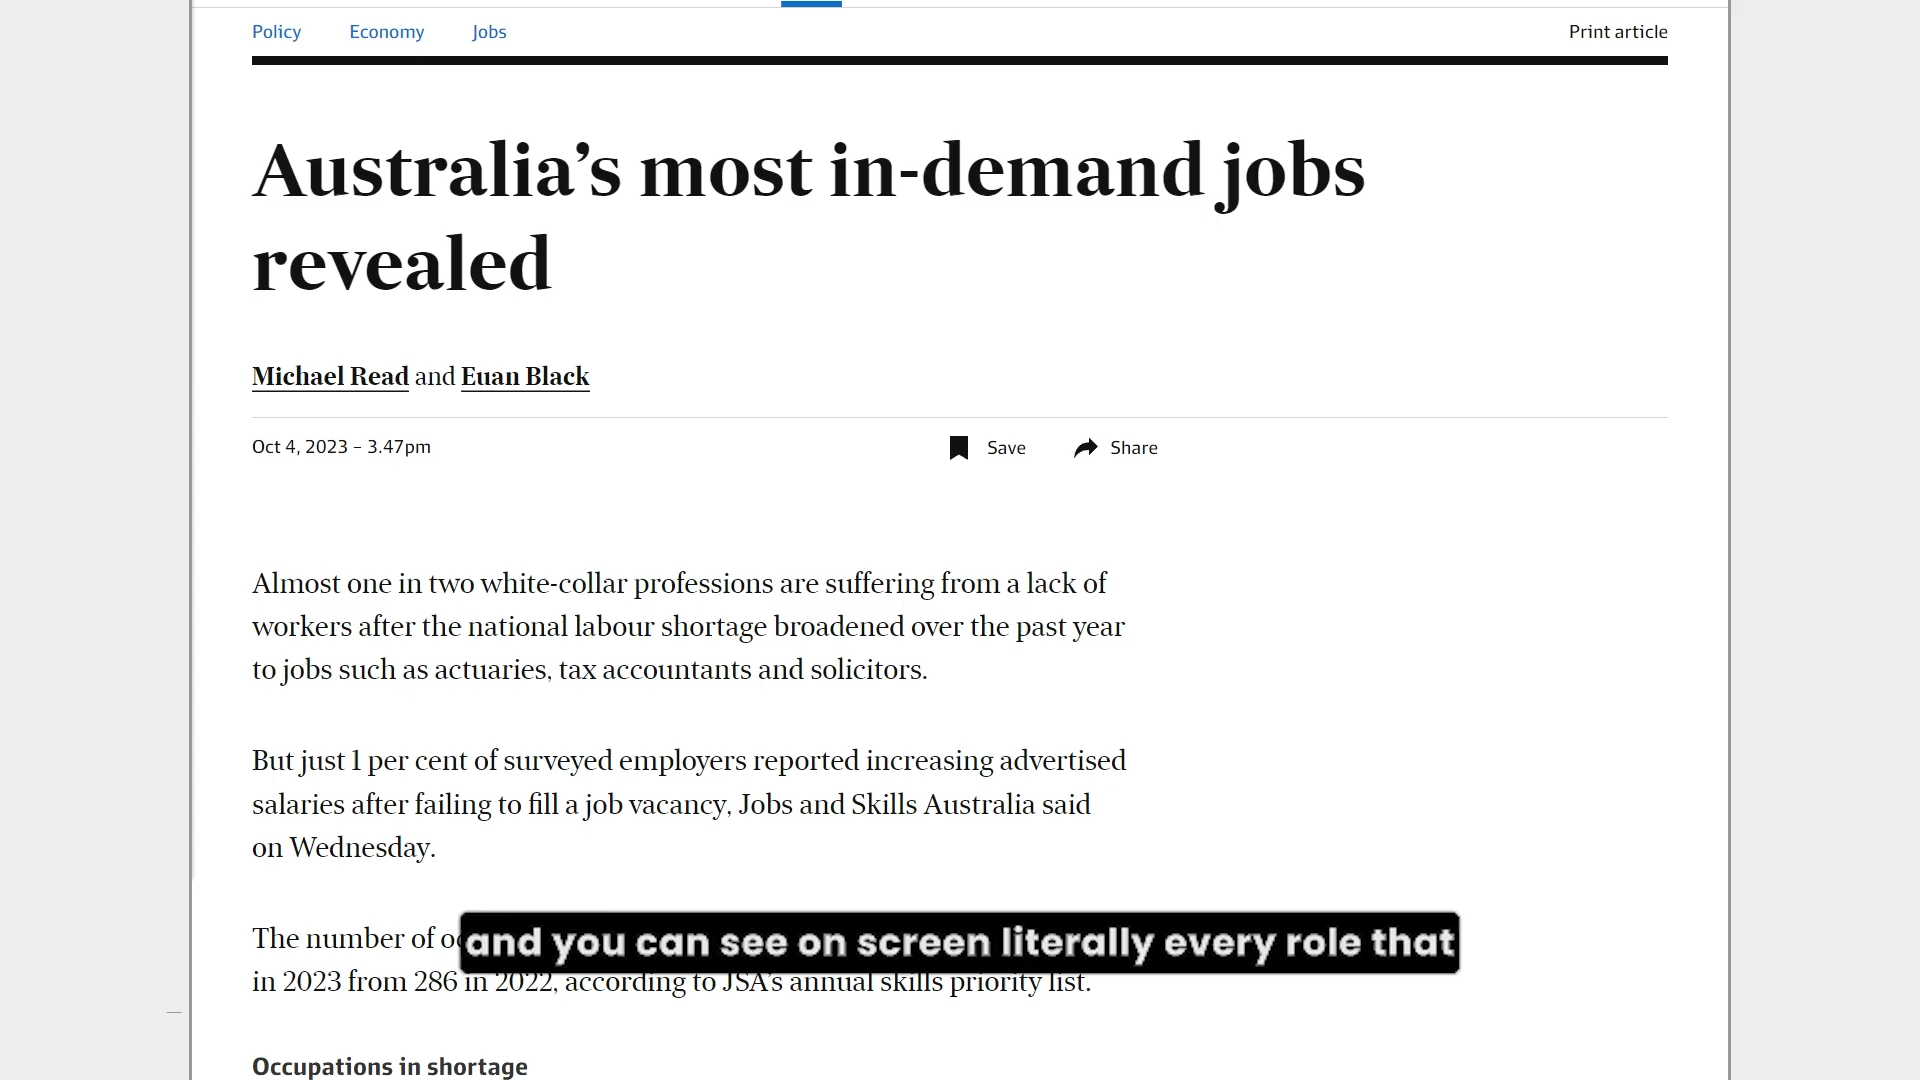 Policy Economy Jobs Print article
Australia’s most in-demand jobs
revealed
Michael Read and Euan Black
Oct 4, 2023 – 3.47pm Save Share
Almost one in two white-collar professions are suffering from a lack of
workers after the national labour shortage broadened over the past year
to jobs such as actuaries, tax accountants and solicitors.
But just 1 per cent of surveyed employers reported increasing advertised
salaries after failing to fill a job vacancy, Jobs and Skills Australia said
on Wednesday.
The number of
and you can see on screen literally every role that
in 2023 from 286 in 2022, according to JSA’s annual skills priority list.
Occupations in shortage